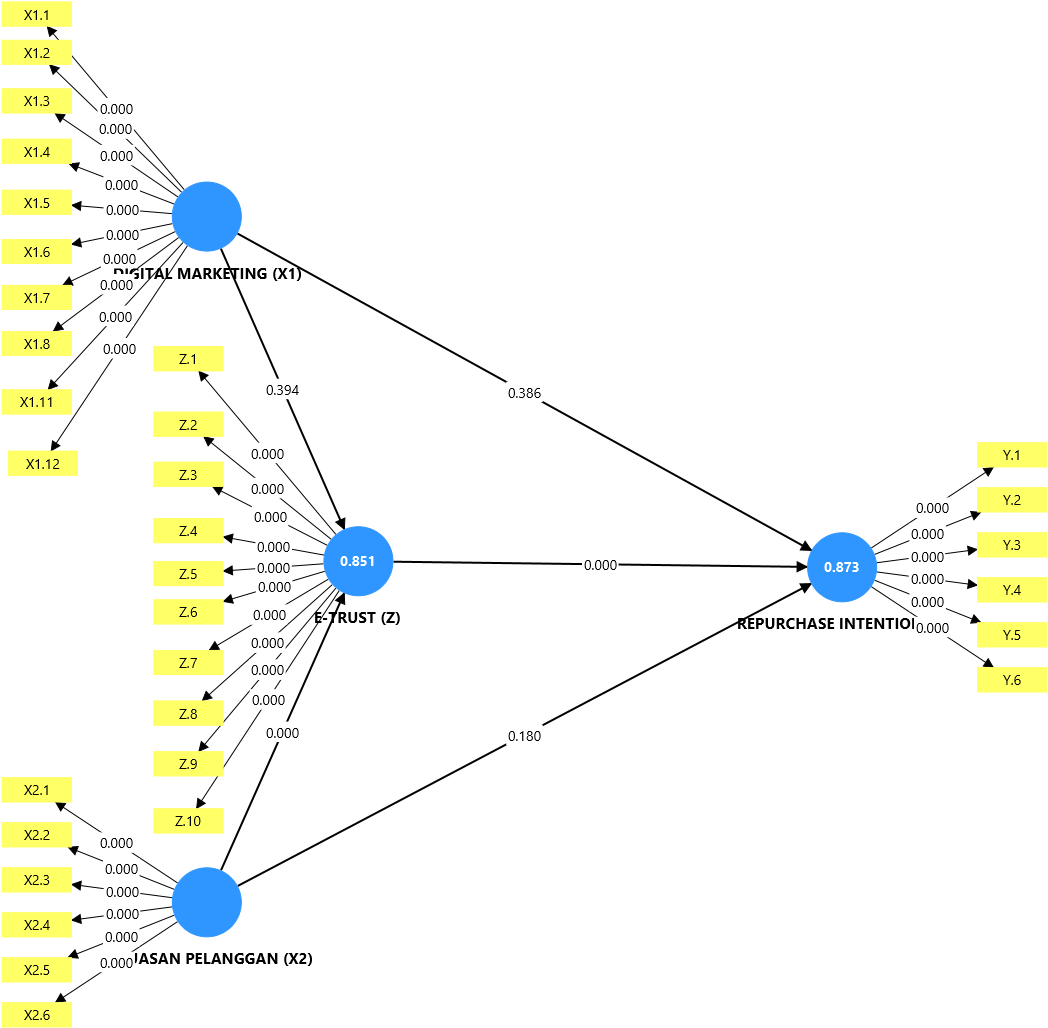 X1.1
X1.2
X1.3
X1.4
X1.5
X1.6
X1.7
X1.8
X1.11
X1.12
0.000
0.000
0.000
0.000
0.000
0.000
0.000
0.000
0.000
0.000
DIGITAL MARKETING (X1)
0.394
0.386
Z.1
Z.2
Z.3
Z.4
Z.5
Z.6
Z.7
Z.8
Z.9
Z.10
0.000
0.000
0.000
0.000
0.000
0.000
0.000
0.000
0.000
0.000
0.851
E-TRUST (Z)
0.000
0.000
0.180
0.873
REPURCHASE INTENTION
0.000
0.000
0.000
0.000
0.000
0.000
Y.1
Y.2
Y.3
Y.4
Y.5
Y.6
X2.1
X2.2
X2.3
X2.4
X2.5
X2.6
0.000
0.000
0.000
0.000
0.000
0.000
PELANGGAN (X2)